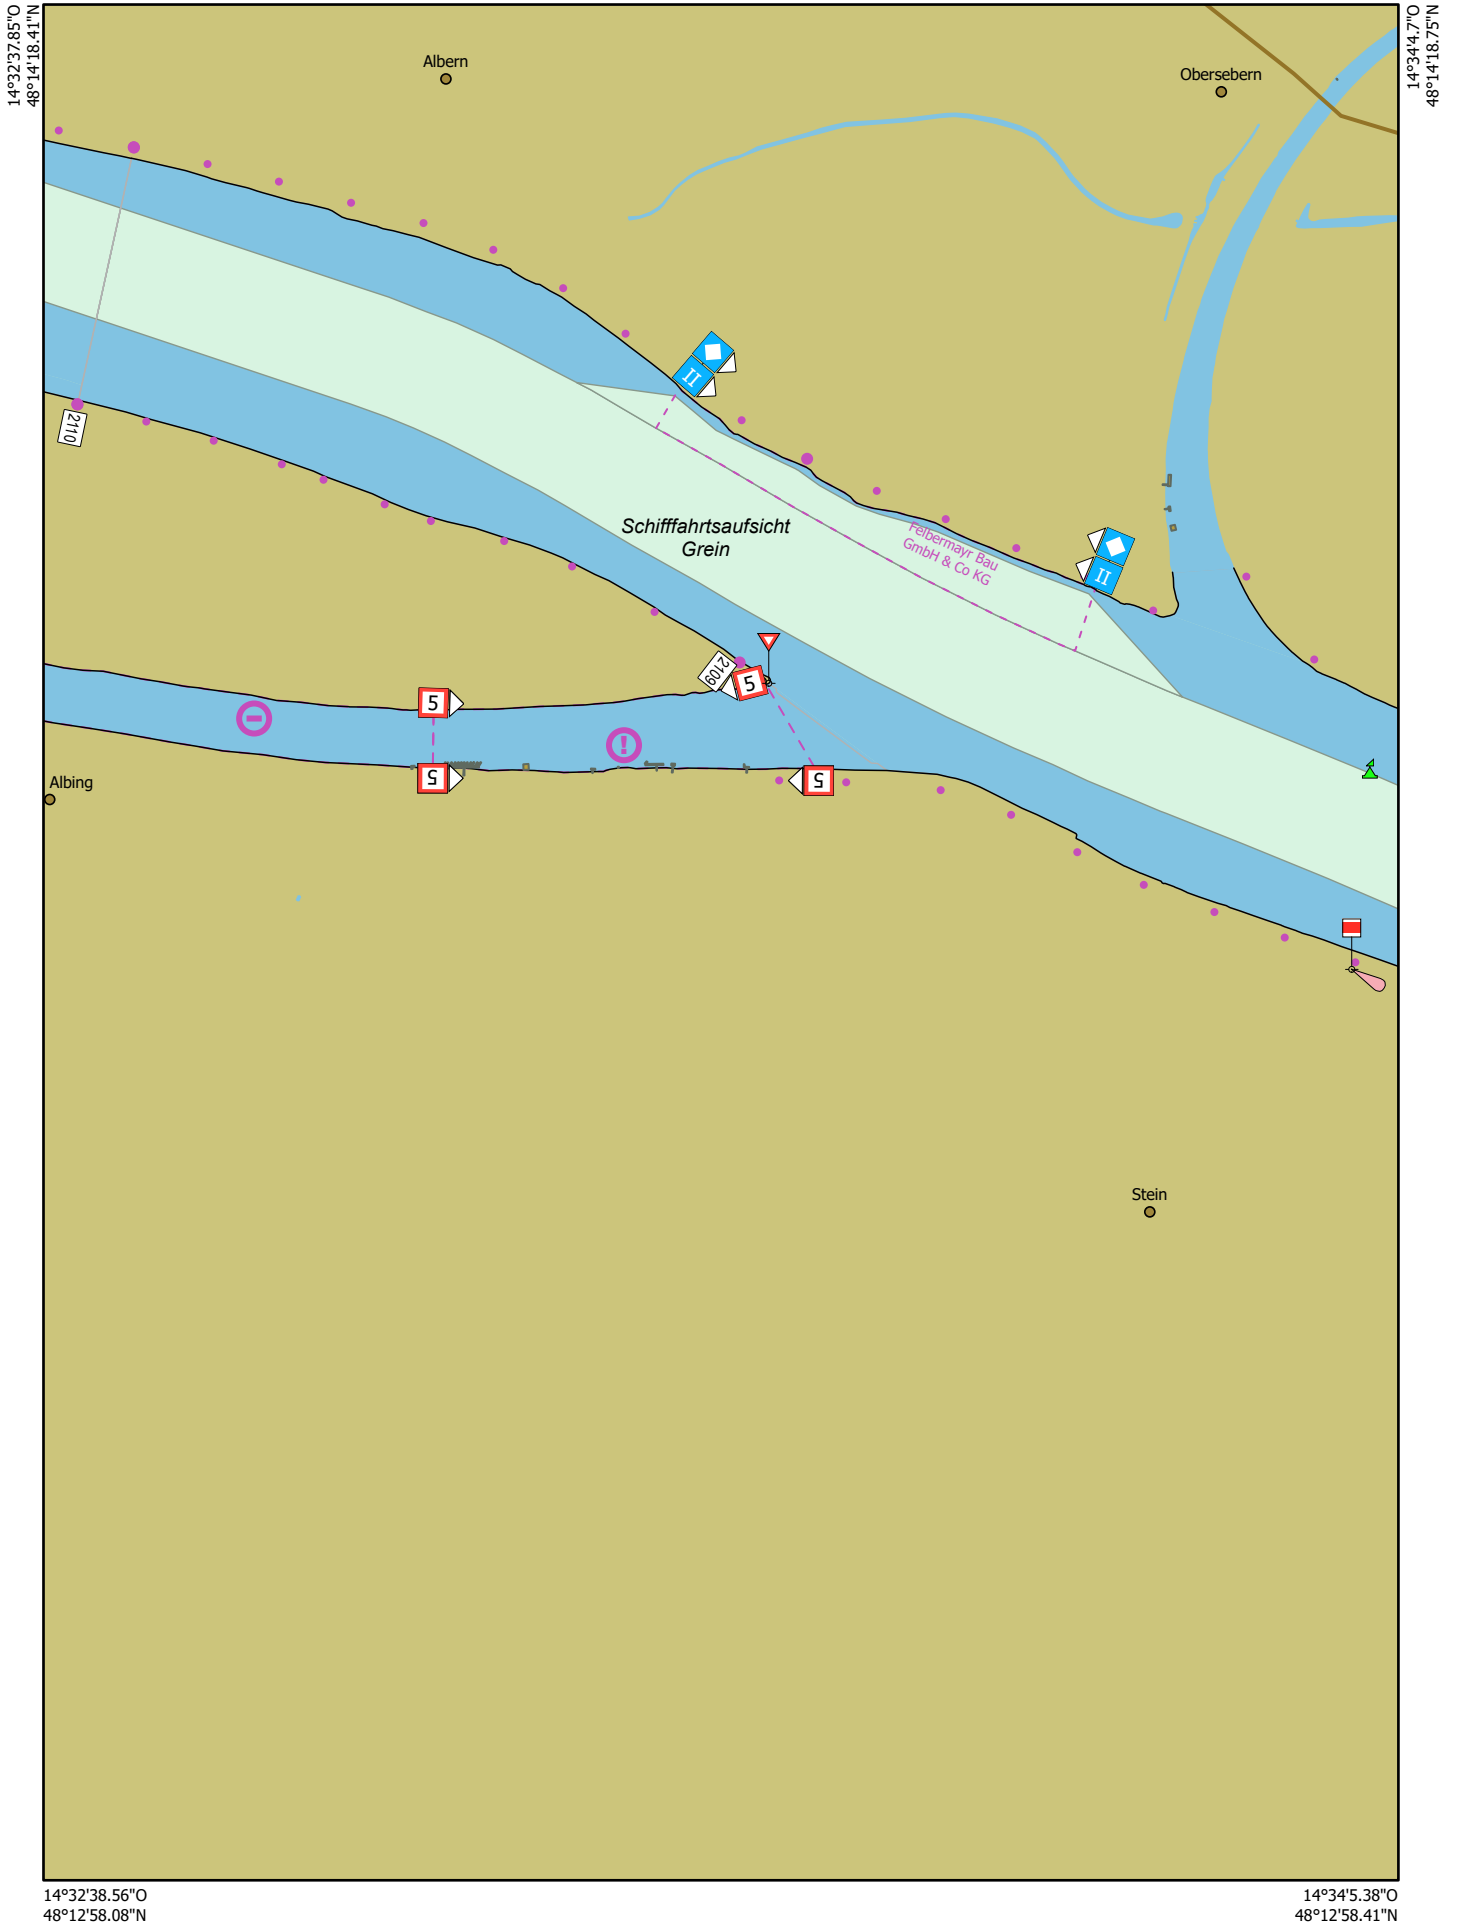 14°32'37.85"O
48°14'18.41"N
14°34'4.7"O
48°14'18.75"N
Albern
Obersebern
2110
II
Schifffahrtsaufsicht
Grein
Felbermayr Bau
GmbH & Co KG
II
2109
5
5
!
5
5
Albing
Stein
14°32'38.56"O
48°12'58.08"N
14°34'5.38"O
48°12'58.41"N